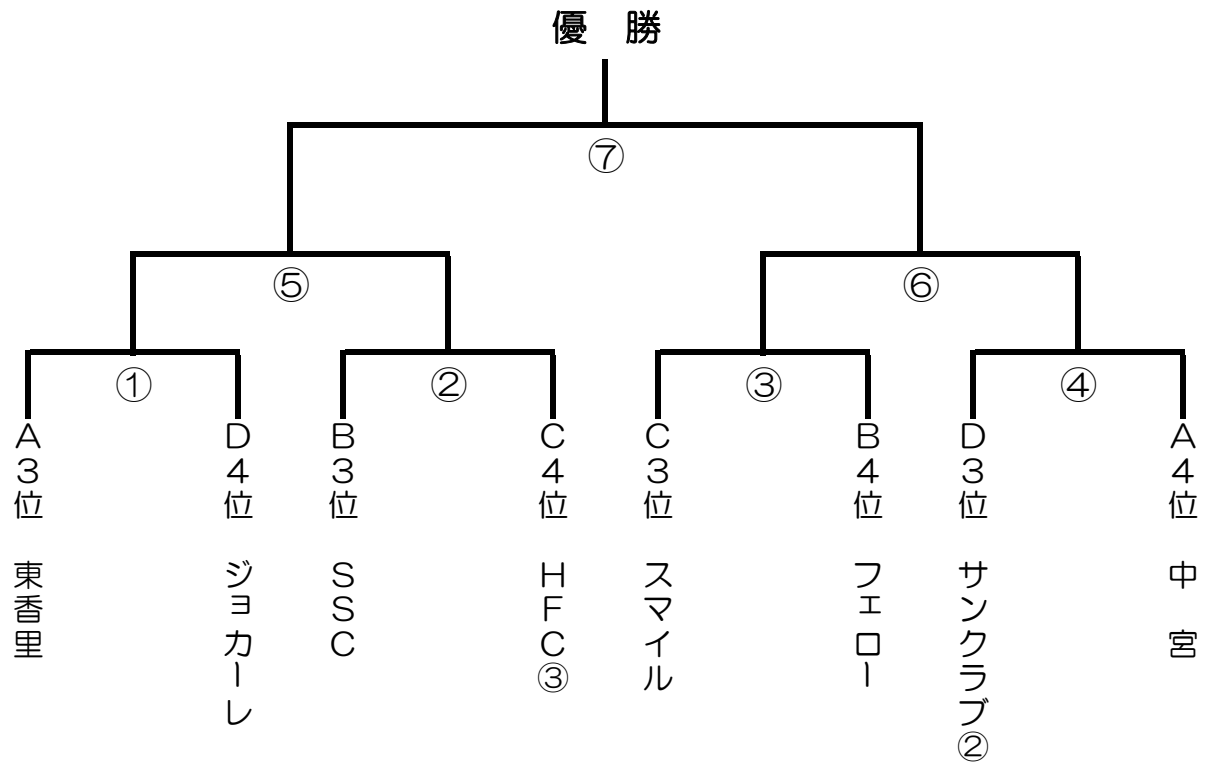 優　勝
⑦
⑤
⑥
①
②
③
④
A3位　東香里
D4位　ジョカーレ
B3位　SSC
C4位　HFC③
C3位　スマイル
B4位　フェロー
D3位　サンクラブ②
A4位　中　宮